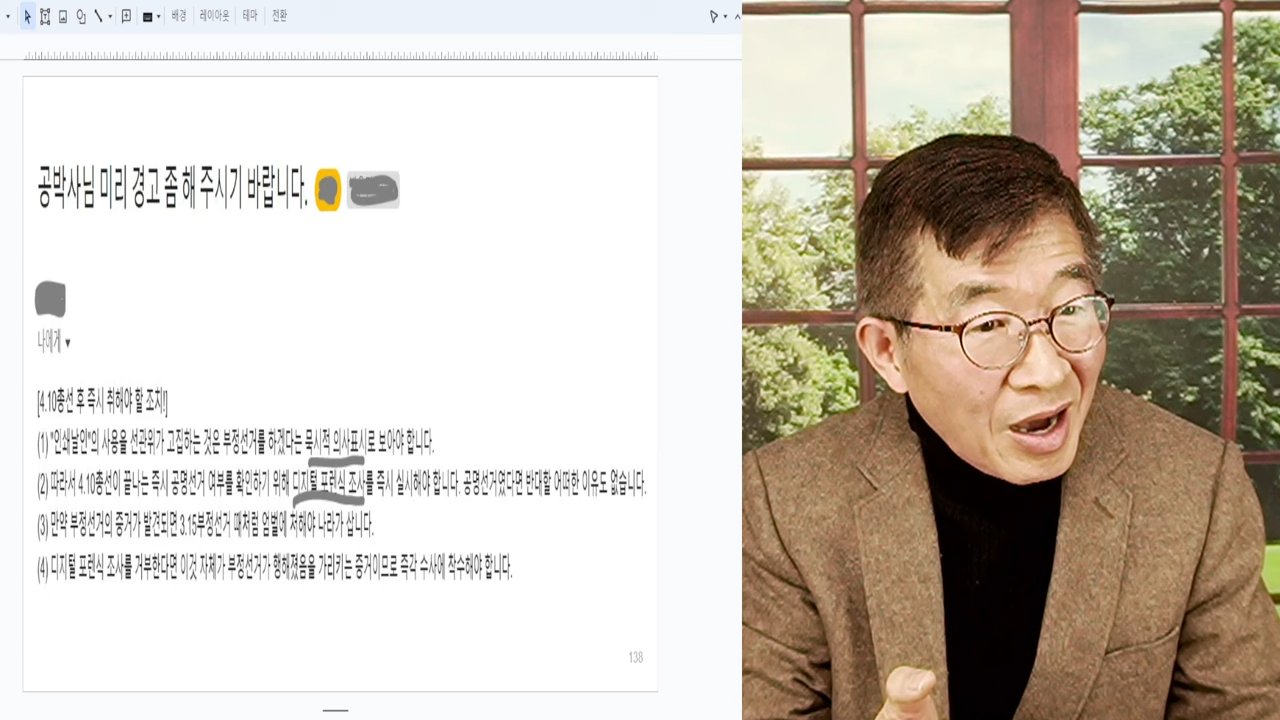 배경 레이아웃 테마 전환
공박사님 미리 경고 좀 해 주시기 바랍니다.
나에게
[4.10총선 후 즉시 취해야 할 조치!]
(1) "인쇄날인"의 사용을 선관위가 고집하는 것은 부정선거를 하겠다는 묵시적 의사표시로 보아야 합니다.
(2) 따라서 4.10총선이 끝나는 즉시 공명선거 여부를 확인하기 위해 디지털 포렌식 조사를 즉시 실시해야 합니다. 공명선거였다면 반대할 어떠한 이유도 없습니다.
(3) 만약 부정선거의 증거가 발견되면 3.15부정선거 때처럼 엄벌에 처해야 나라가 삽니다.
(4) 디지털 포렌식 조사를 거부한다면 이것 자체가 부정선거가 행해졌음을 가리키는 증거이므로 즉각 수사에 착수해야 합니다.
138